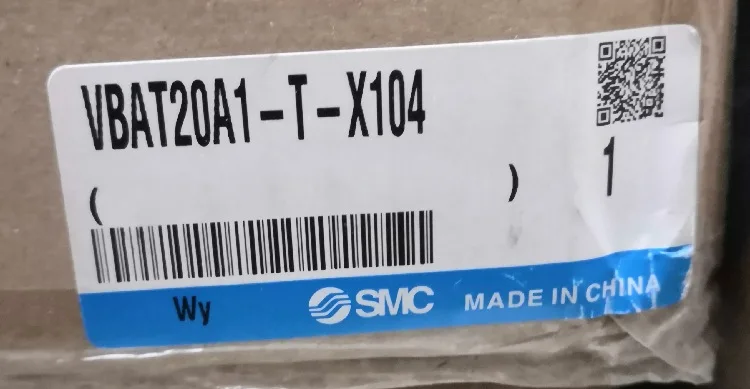 VBAT20A1-T-X104
( ) 1
Wy SMC MADE IN CHINA